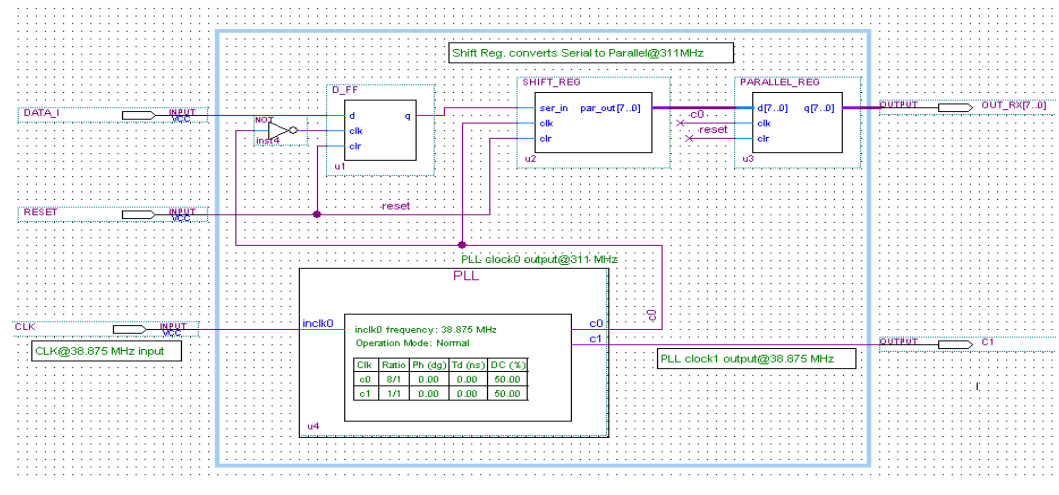 Shift Reg. converts Serial to Parallel@311MHz
D_FF
SHIFT_REG
PARALLEL_REG
DATA_I
INPUT
VCC
NOT
inst4
d
q
clk
clr
u1
ser_in par_out[7..0]
clk
clr
u2
c0
reset
d[7..0] q[7..0]
clk
clr
u3
OUTPUT
OUT_RX[7..0]
RESET
INPUT
VCC
reset
PLL clock0 output@311 MHz
PLL
CLK
INPUT
VCC
CLK@38.875 MHz input
inclk0
inclk0 frequency: 38.875 MHz
Operation Mode: Normal
Clk Ratio Ph (dg) Td (ns) DC (%)
c0 8/1 0.00 0.00 50.00
c1 1/1 0.00 0.00 50.00
c0
c1
u4
c0
PLL clock1 output@38.875 MHz
OUTPUT
C1